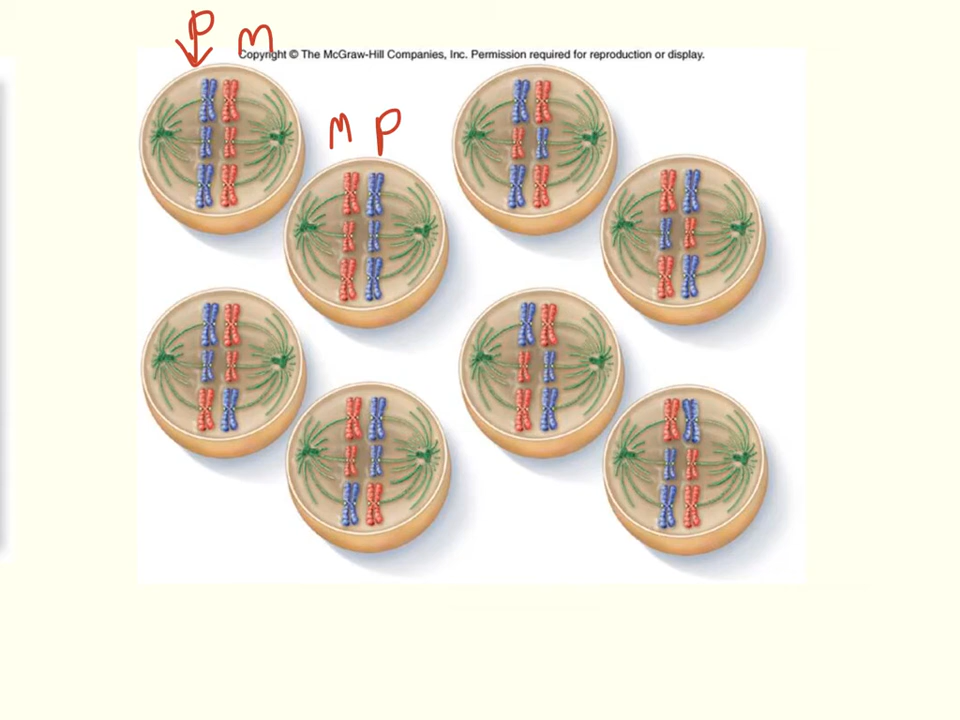 P M
Copyright © The McGraw-Hill Companies, Inc. Permission required for reproduction or display.
M P